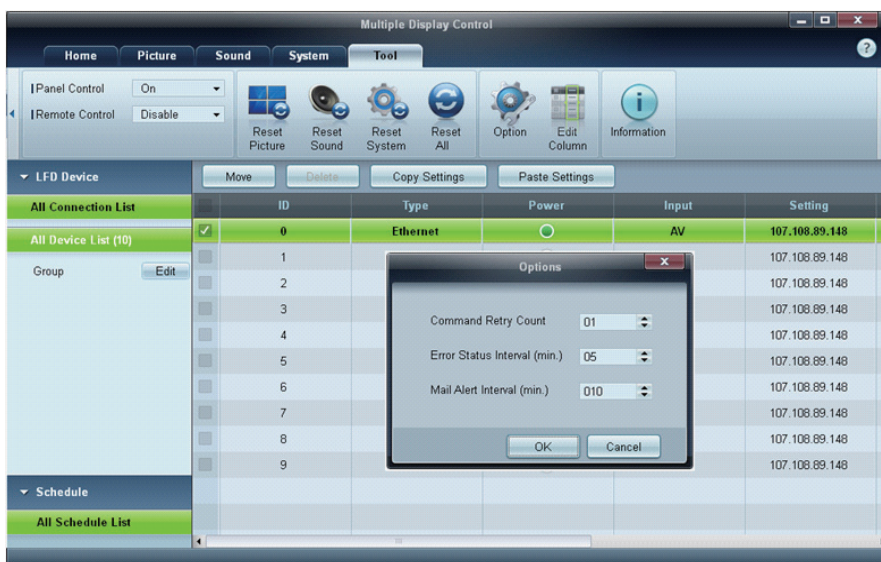 Multiple Display Control
Home Picture Sound System Tool
Panel Control On
Remote Control Disable
Reset Picture
Reset Sound
Reset System
Reset All
Option
Edit Column
Information
LFD Device
Move Delete Copy Settings Paste Settings
All Connection List
ID Type Power Input Setting
All Device List (10)
0 Ethernet AV 107.108.89.148
Group Edit
1 107.108.89.148
2 107.108.89.148
3 107.108.89.148
4 107.108.89.148
5 107.108.89.148
6 107.108.89.148
7 107.108.89.148
8 107.108.89.148
9 107.108.89.148
Options
Command Retry Count 01
Error Status Interval (min.) 05
Mail Alert Interval (min.) 010
OK Cancel
Schedule
All Schedule List